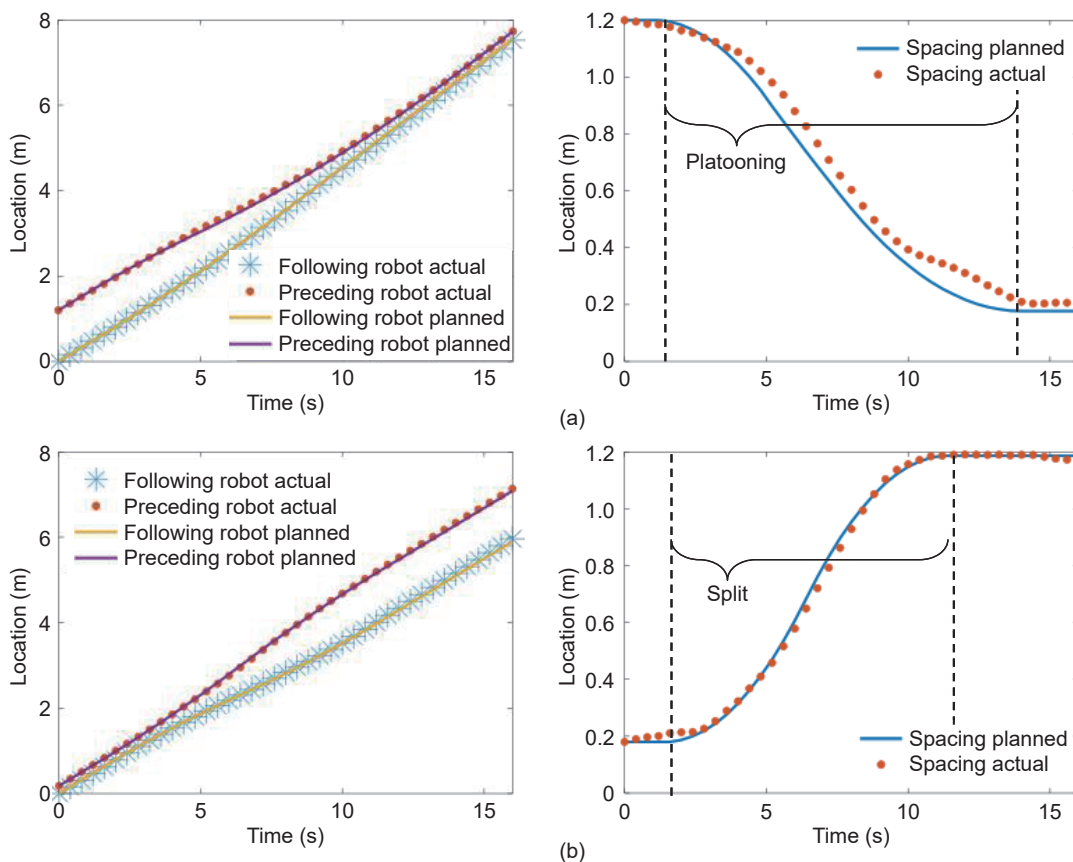 8
6
4
2
0
Location (m)
0
5
10
15
Time (s)
Following robot actual
Preceding robot actual
Following robot planned
Preceding robot planned
1.2
1.0
0.8
0.6
0.4
0.2
0
Location (m)
0
5
10
15
Time (s)
Spacing planned
Spacing actual
Platooning
(a)
8
6
4
2
0
Location (m)
0
5
10
15
Time (s)
Following robot actual
Preceding robot actual
Following robot planned
Preceding robot planned
1.2
1.0
0.8
0.6
0.4
0.2
0
Location (m)
0
5
10
15
Time (s)
Split
Spacing planned
Spacing actual
(b)